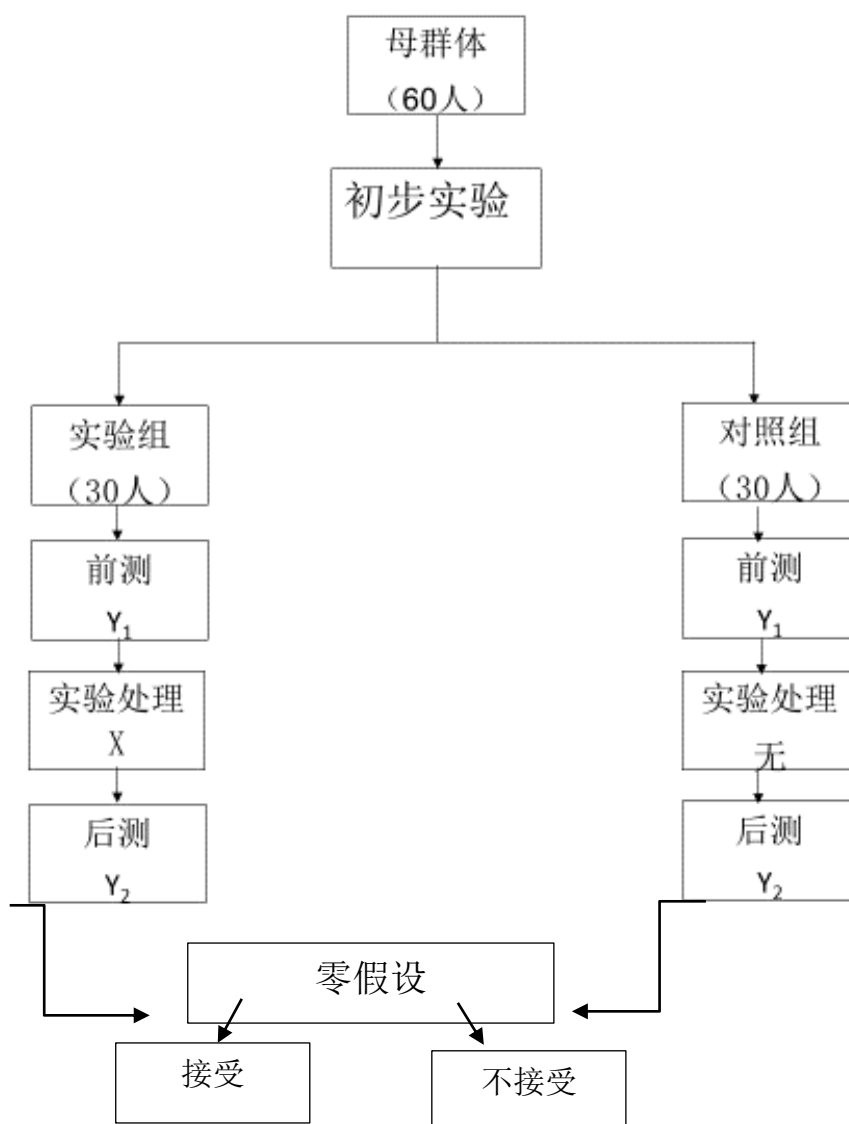 母群体
（60人）
初步实验
实验组
（30人）
对照组
（30人）
前测
Y₁
前测
Y₁
实验处理
X
实验处理
无
后测
Y₂
后测
Y₂
零假设
接受
不接受